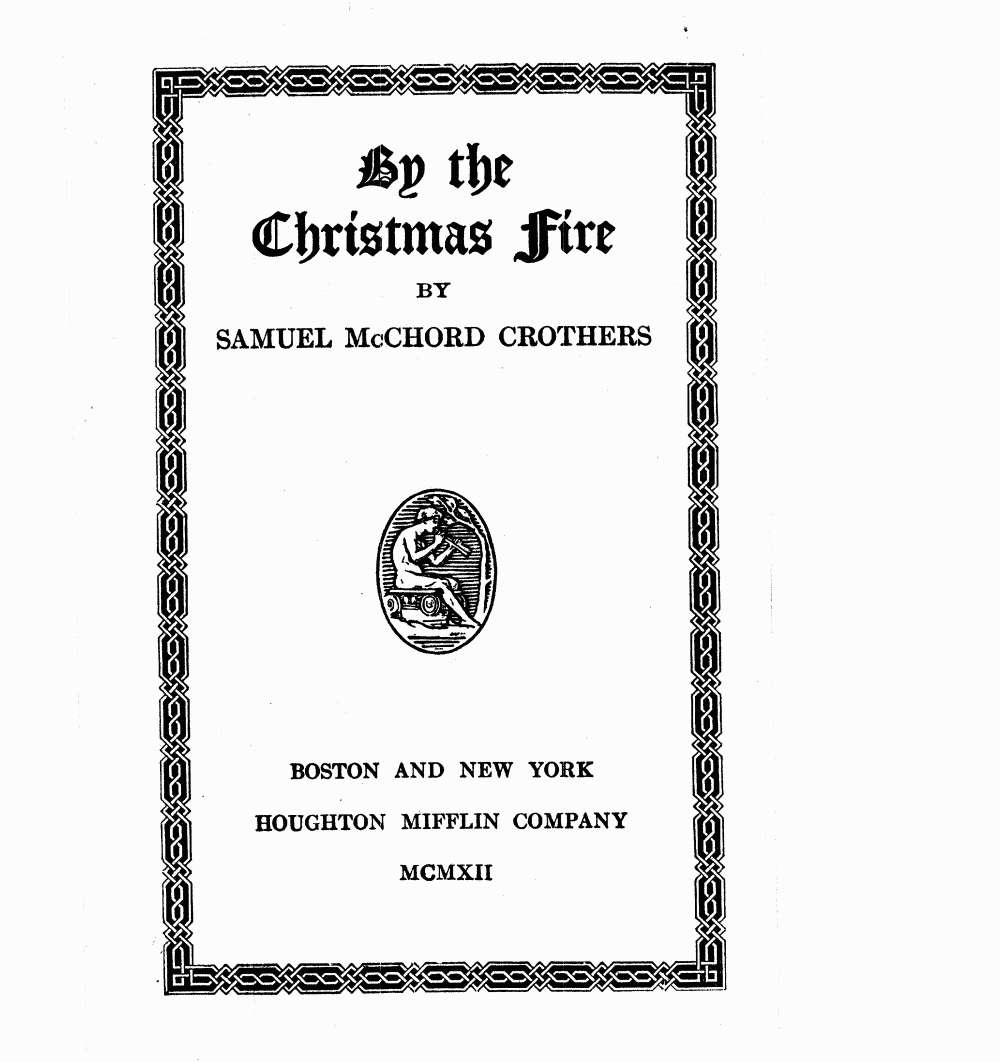 By the
Christmas Fire
BY
SAMUEL McCHORD CROTHERS
BOSTON AND NEW YORK
HOUGHTON MIFFLIN COMPANY
MCMXII